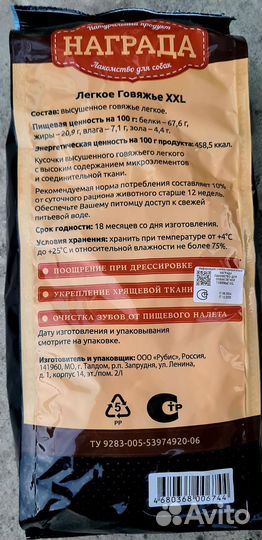 Натуральный продукт
НАГРАДА
Лакомство для собак
Легкое Говяжье XXL
Состав: высушенное говяжье легкое.
Пищевая ценность на 100 г: белки – 67,6 г,
жиры – 20,9 г, влага – 7,1 г, зола – 4,4 г.
Энергетическая ценность на 100 г продукта: 458,5 ккал.
Кусочки высушенного говяжьего легкого
с высоким содержанием микроэлементов
и соединительной ткани.
Рекомендуемая норма потребления составляет 10%
от суточного рациона животного старше 12 недель.
Обеспечьте Вашему питомцу доступ к свежей
питьевой воде.
Срок годности: 18 месяцев со дня изготовления.
Условия хранения: хранить при температуре от +4°C
до +25°C и относительной влажности не более 75%.
ПООЩРЕНИЕ ПРИ ДРЕССИРОВКЕ
УКРЕПЛЕНИЕ ХРЯЩЕВОЙ ТКАНИ
ОЧИСТКА ЗУБОВ ОТ ПИЩЕВОГО НАЛЕТА
Дату изготовления и упаковывания
смотрите на упаковке.
Изготовитель и упаковщик: ООО «Рубис», Россия,
141960, МО, г. Талдом, р.п. Запрудня, ул. Ленина,
д.1, корпус 14, эт./пом. 2/1
5
PP
ТР
ТУ 9283-005-53974920-06
4 680368 006744
Avito